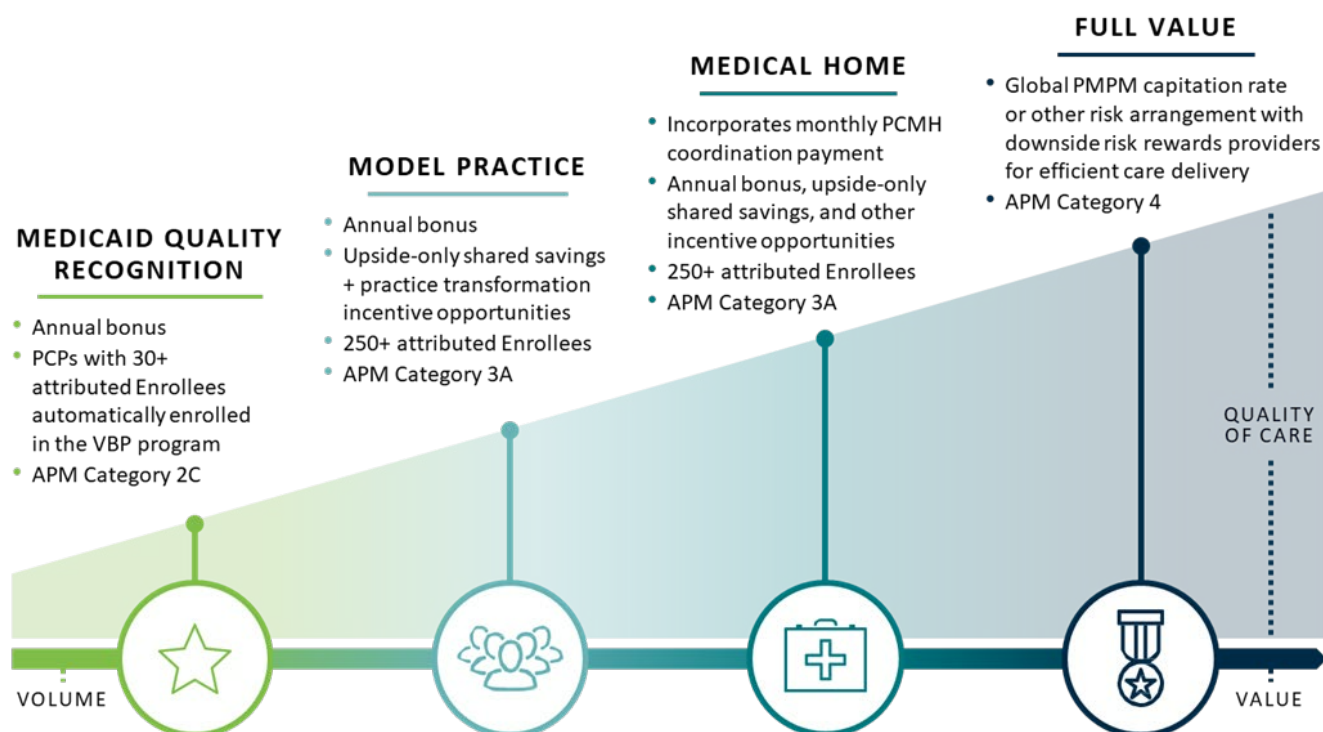 MEDICAID QUALITY
RECOGNITION
• Annual bonus
• PCPs with 30+
attributed Enrollees
automatically enrolled
in the VBP program
• APM Category 2C
MODEL PRACTICE
• Annual bonus
• Upside-only shared savings
+ practice transformation
incentive opportunities
• 250+ attributed Enrollees
• APM Category 3A
MEDICAL HOME
• Incorporates monthly PCMH
coordination payment
• Annual bonus, upside-only
shared savings, and other
incentive opportunities
• 250+ attributed Enrollees
• APM Category 3A
FULL VALUE
• Global PMPM capitation rate
or other risk arrangement with
downside risk rewards providers
for efficient care delivery
• APM Category 4
QUALITY
OF CARE
VOLUME
VALUE